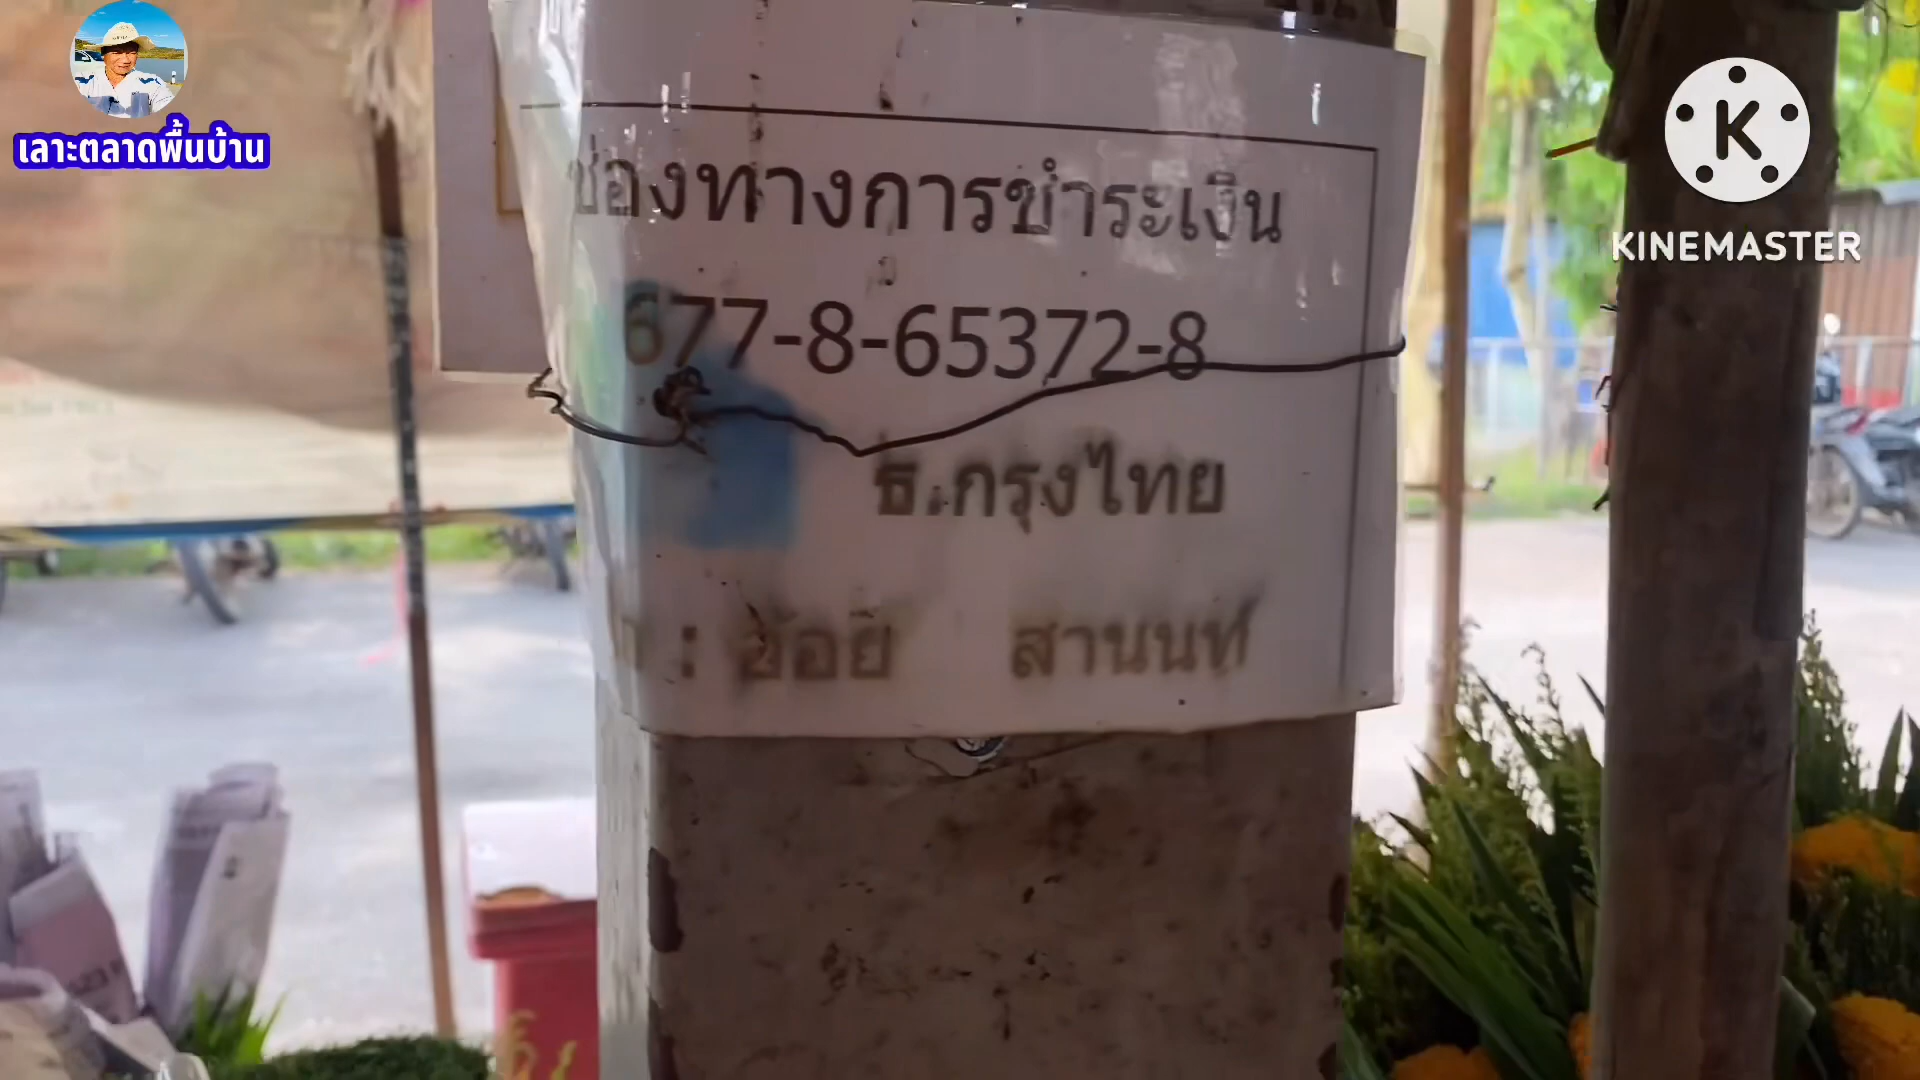 เลาะตลาดพื้นบ้าน
KINEMASTER
ช่องทางการชำระเงิน
677-8-65372-8
ธ.กรุงไทย
: อ้อยิ สานนท์